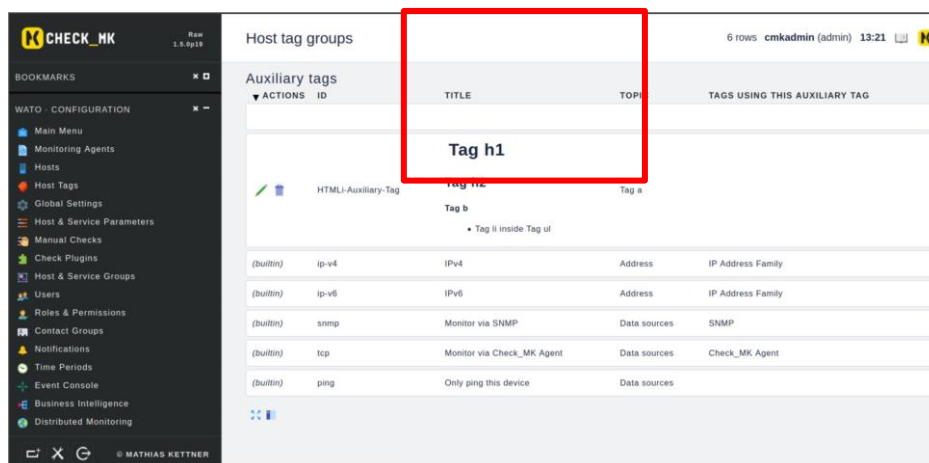 CHECK_MK
Raw
1.5.0p19
Host tag groups
6 rows cmkadmin (admin) 13:21
BOOKMARKS
WATO · CONFIGURATION
Main Menu
Monitoring Agents
Hosts
Host Tags
Global Settings
Host & Service Parameters
Manual Checks
Check Plugins
Host & Service Groups
Users
Roles & Permissions
Contact Groups
Notifications
Time Periods
Event Console
Business Intelligence
Distributed Monitoring
© MATHIAS KETTNER
Auxiliary tags
ACTIONS ID TITLE TOPIC TAGS USING THIS AUXILIARY TAG
Tag h1
HTMLi-Auxiliary-Tag Tag h2 Tag a
Tag b
• Tag li inside Tag ul
(builtin) ip-v4 IPv4 Address IP Address Family
(builtin) ip-v6 IPv6 Address IP Address Family
(builtin) snmp Monitor via SNMP Data sources SNMP
(builtin) tcp Monitor via Check_MK Agent Data sources Check_MK Agent
(builtin) ping Only ping this device Data sources